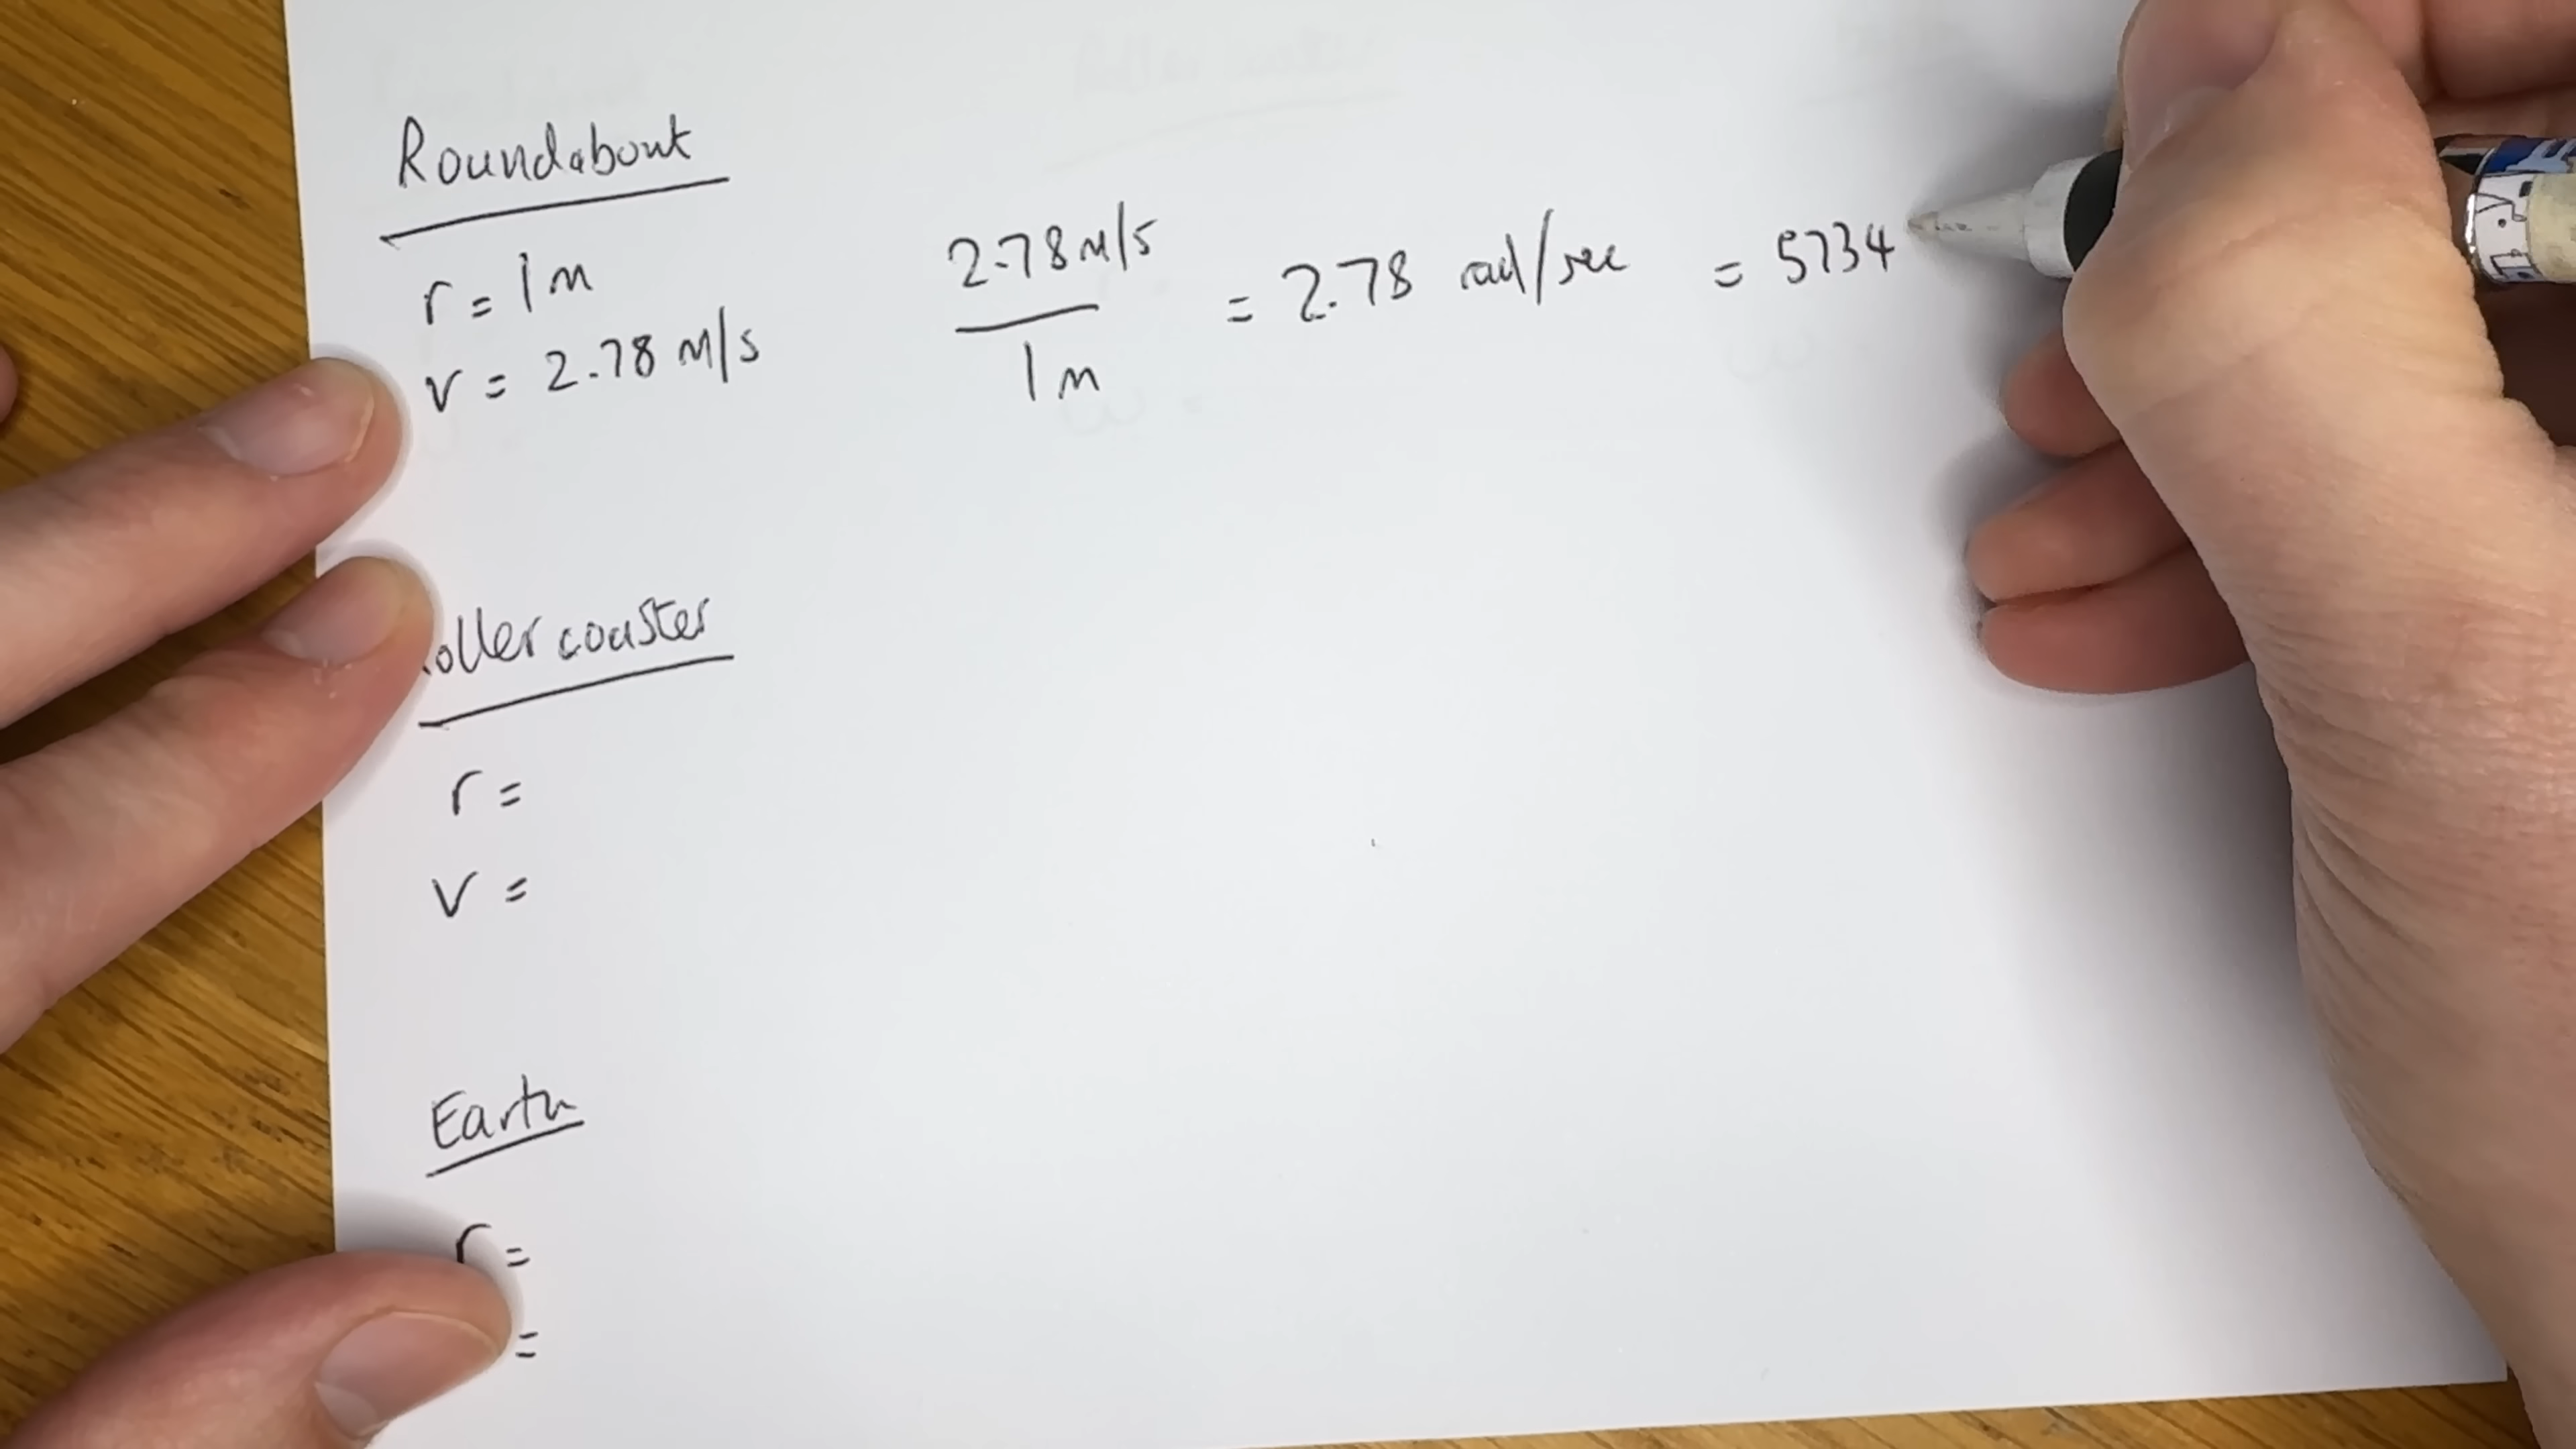 Roundabout
r = 1m
v = 2.78 m/s
2.78 m/s
1m
= 2.78 rad/sec = 5734
oller coaster
r =
v =
Earth
r =
=